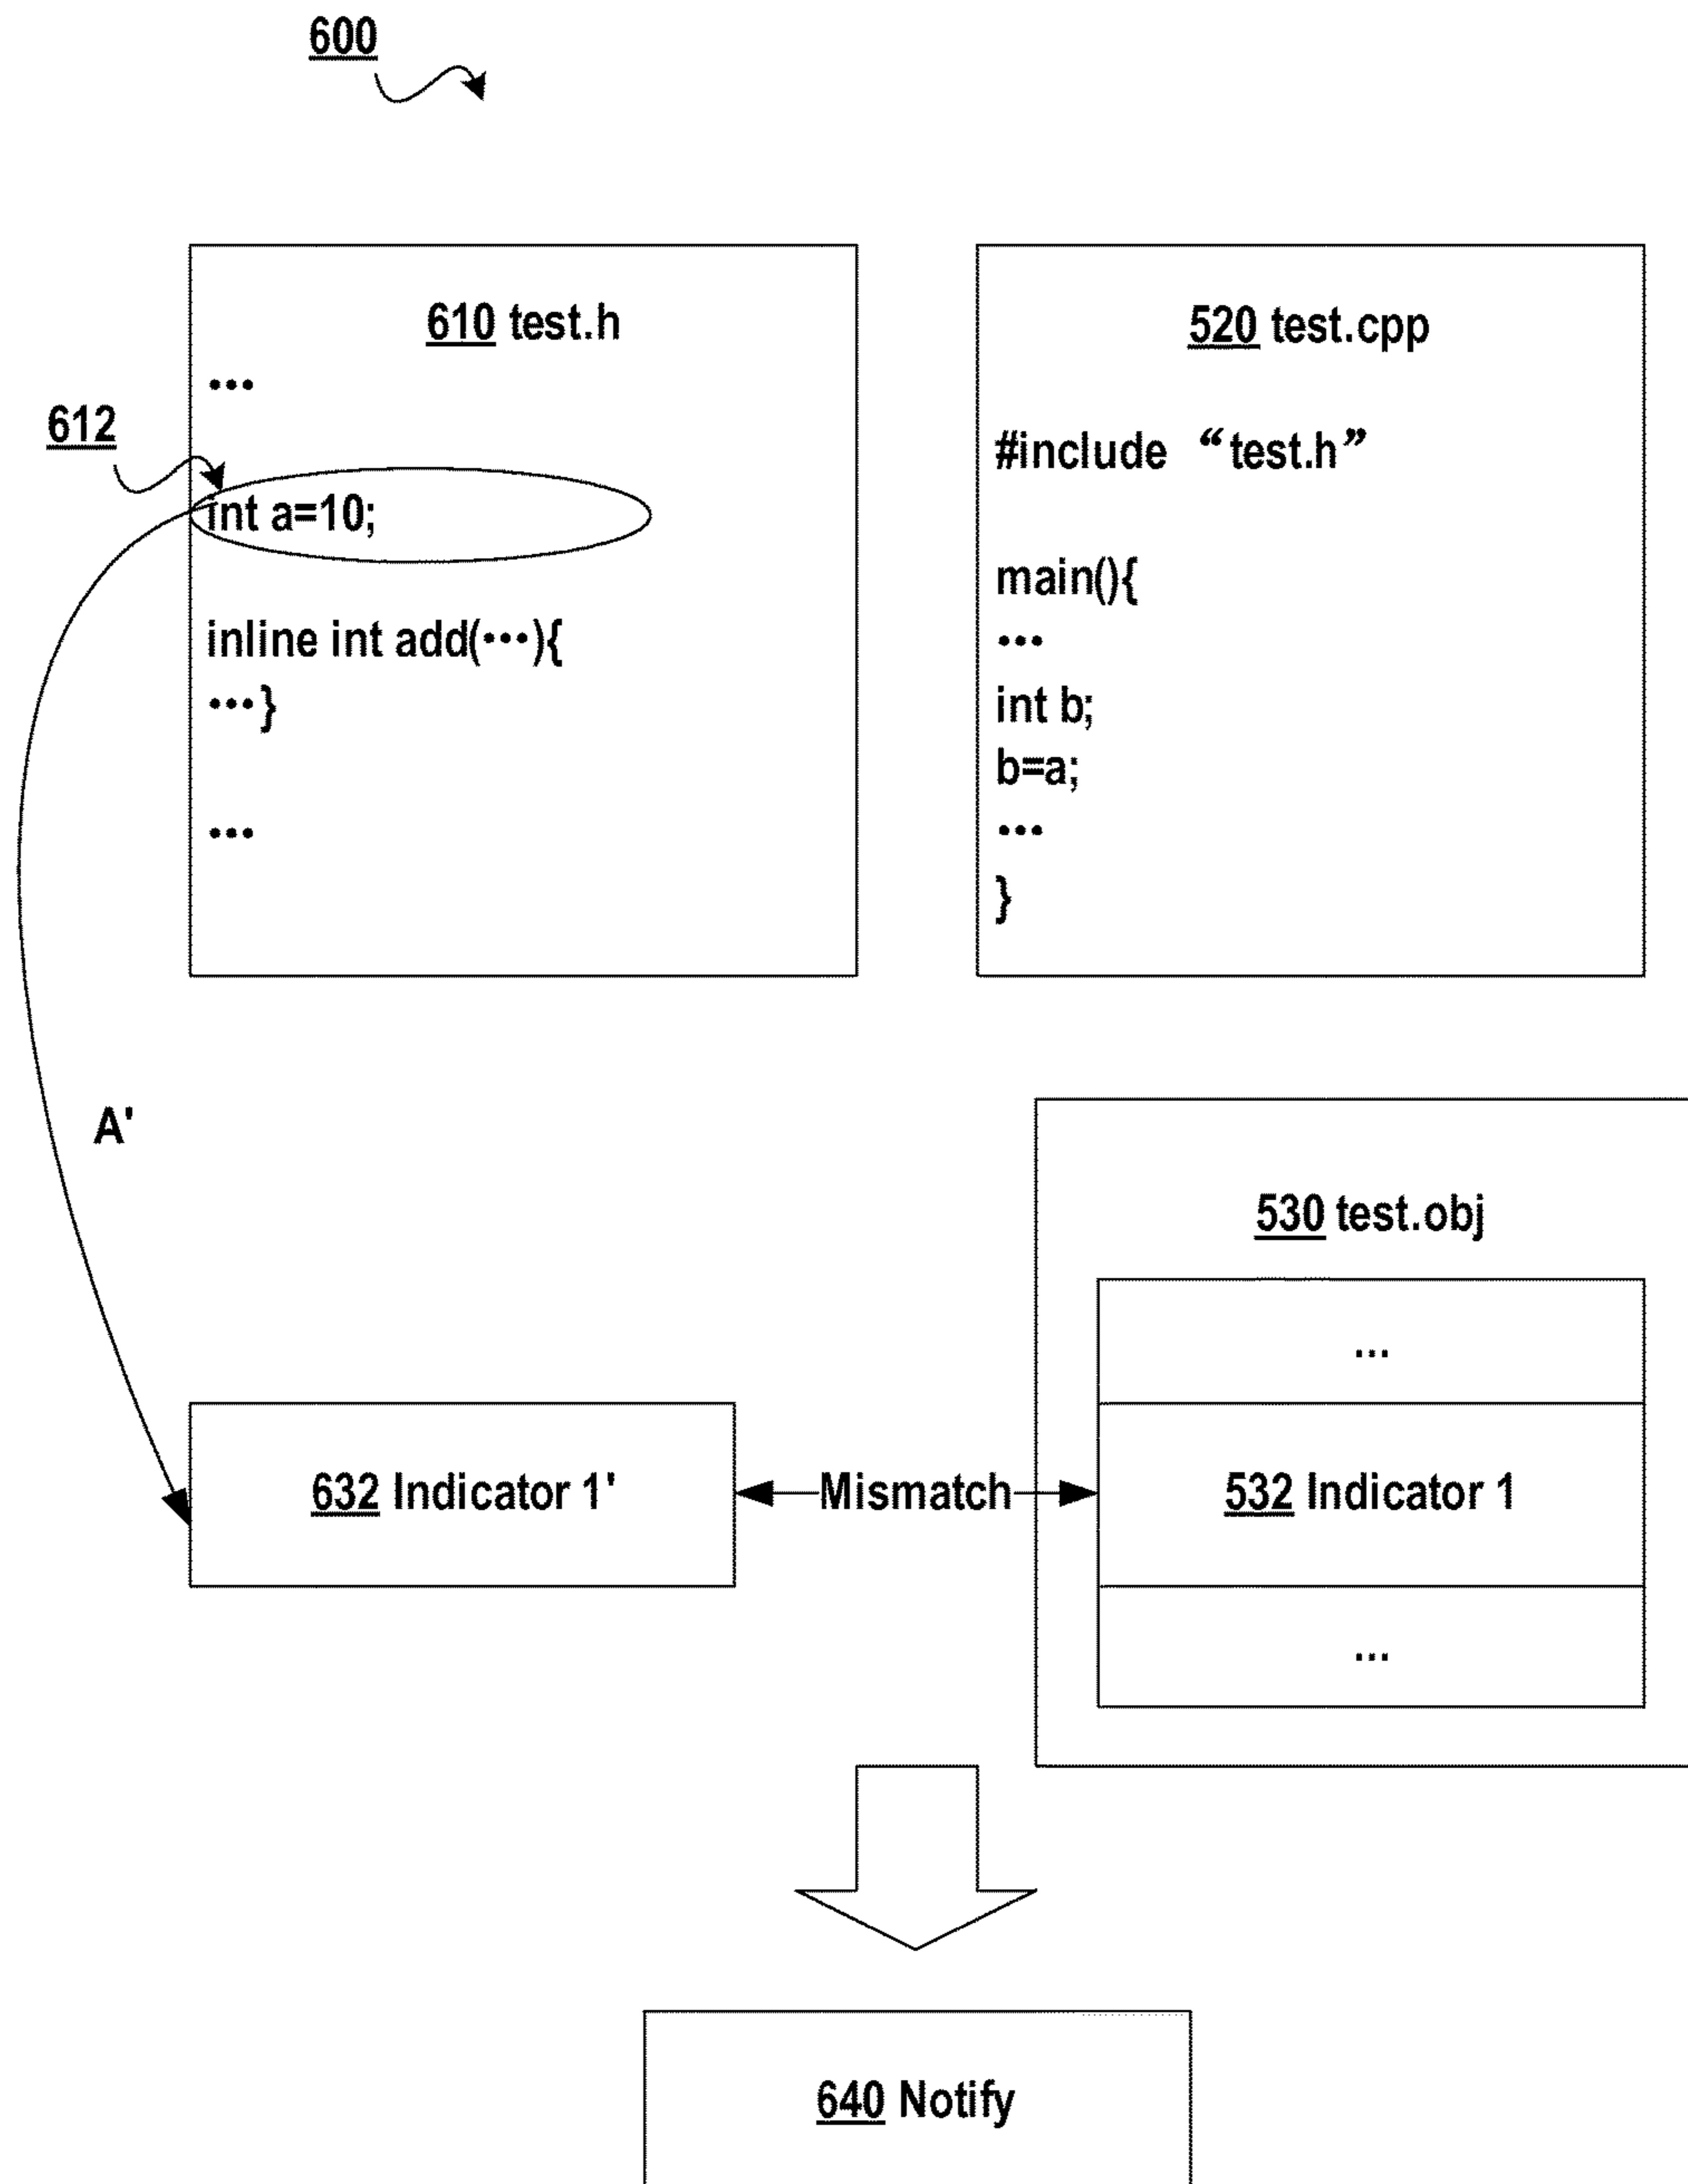 600
610 test.h
•••
612
int a=10;
inline int add(•••){
•••}
•••
520 test.cpp
#include “test.h”
main(){
•••
int b;
b=a;
•••
}
A'
530 test.obj
...
632 Indicator 1'
Mismatch
532 Indicator 1
...
640 Notify